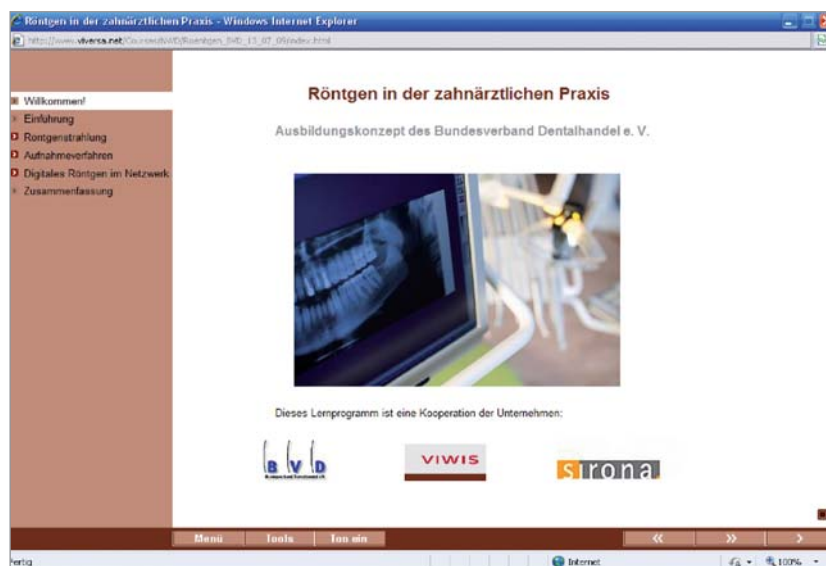 Röntgen in der zahnärztlichen Praxis - Windows Internet Explorer
Willkommen!
Einführung
Röntgenstrahlung
Aufnahmeverfahren
Digitales Röntgen im Netzwerk
Zusammenfassung
Röntgen in der zahnärztlichen Praxis
Ausbildungskonzept des Bundesverband Dentalhandel e. V.
Dieses Lernprogramm ist eine Kooperation der Unternehmen:
BVD
Bundesverband Dentalhandel e.V.
VIWIS
sirona.
Menü Tools Ton ein « » >
Fertig Internet 100%